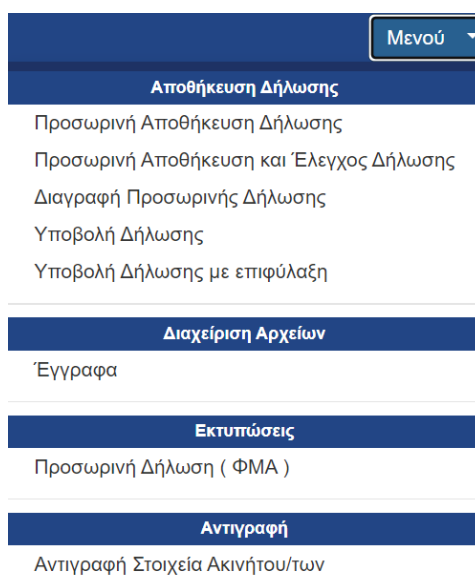 Μενού
Αποθήκευση Δήλωσης
Προσωρινή Αποθήκευση Δήλωσης
Προσωρινή Αποθήκευση και Έλεγχος Δήλωσης
Διαγραφή Προσωρινής Δήλωσης
Υποβολή Δήλωσης
Υποβολή Δήλωσης με επιφύλαξη
Διαχείριση Αρχείων
Έγγραφα
Εκτυπώσεις
Προσωρινή Δήλωση ( ΦΜΑ )
Αντιγραφή
Αντιγραφή Στοιχεία Ακινήτου/των